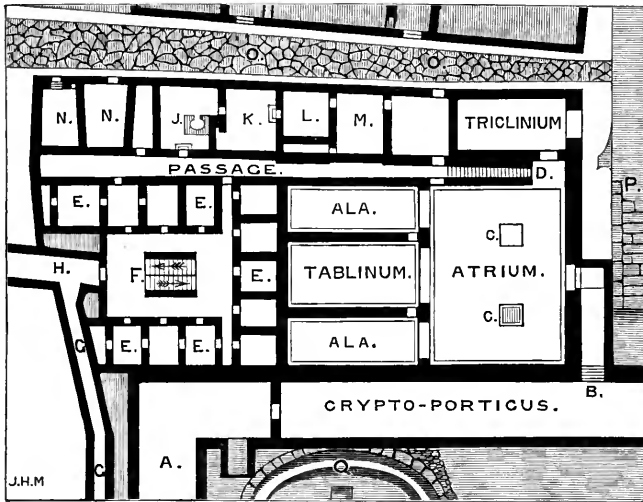 O. O.
N. N. J. K. L. M. TRICLINIUM
PASSAGE. D.
P.
E. E. ALA.
C.
H. F. E. TABLINUM. ATRIUM.
C.
G E. E. ALA.
B.
CRYPTO-PORTICUS.
G A. Q.
J.H.M